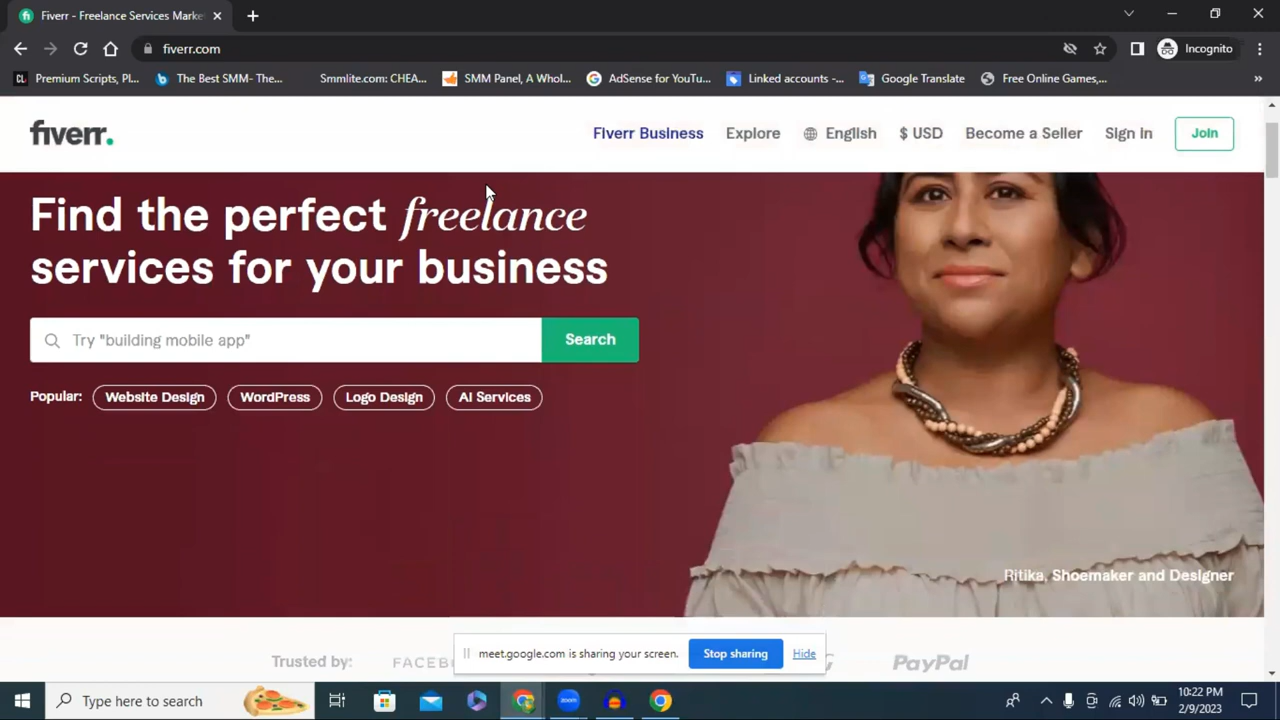 Fiverr - Freelance Services Marke
fiverr.com
Incognito
Premium Scripts, Pl...
The Best SMM- The...
Smmlite.com: CHEA...
SMM Panel, A Whol...
AdSense for YouTu...
Linked accounts -...
Google Translate
Free Online Games,...
fiverr.
Fiverr Business
Explore
English
$ USD
Become a Seller
Sign in
Join
Find the perfect freelance
services for your business
Try "building mobile app"
Search
Popular:
Website Design
WordPress
Logo Design
AI Services
Ritika, Shoemaker and Designer
Trusted by:
FACEB
PayPal
meet.google.com is sharing your screen.
Stop sharing
Hide
Type here to search
10:22 PM
2/9/2023